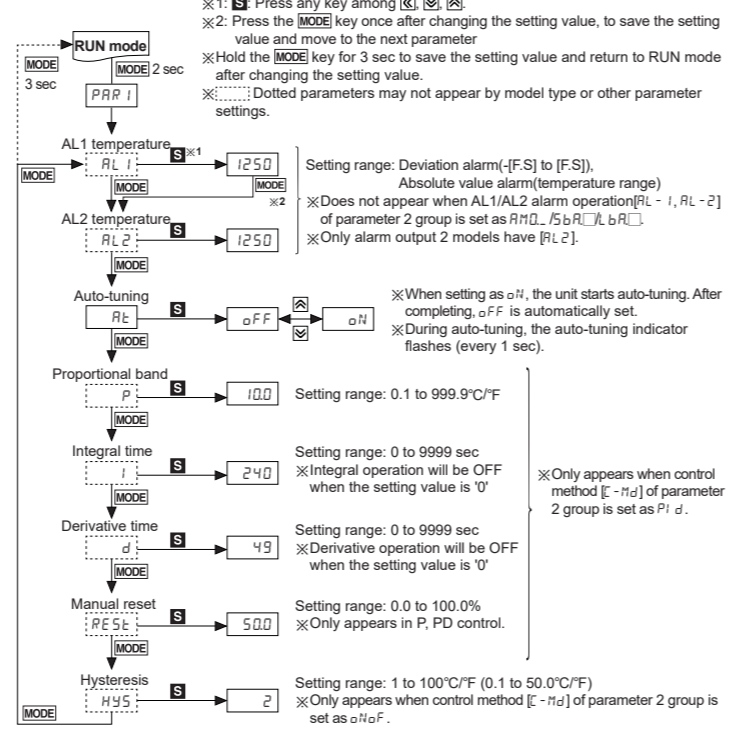 ※1: S: Press any key among «, ︾, ︽.
※2: Press the MODE key once after changing the setting value, to save the setting
value and move to the next parameter
※Hold the MODE key for 3 sec to save the setting value and return to RUN mode
after changing the setting value.
※ Dotted parameters may not appear by model type or other parameter
settings.
RUN mode
MODE
3 sec
MODE 2 sec
PAR1
AL1 temperature
AL1
S ※1
1250
MODE
MODE
MODE
※2
Setting range: Deviation alarm(-[F.S] to [F.S]),
Absolute value alarm(temperature range)
※Does not appear when AL1/AL2 alarm operation[AL-1, AL-2]
of parameter 2 group is set as AM0._ /SbA.□/LbA.□.
※Only alarm output 2 models have [AL2].
AL2 temperature
AL2
S
1250
MODE
Auto-tuning
At
S
oFF
oN
MODE
※When setting as oN, the unit starts auto-tuning. After
completing, oFF is automatically set.
※During auto-tuning, the auto-tuning indicator
flashes (every 1 sec).
Proportional band
P
S
10.0
Setting range: 0.1 to 999.9°C/°F
MODE
Integral time
I
S
240
Setting range: 0 to 9999 sec
※Integral operation will be OFF
when the setting value is '0'
MODE
Derivative time
d
S
49
Setting range: 0 to 9999 sec
※Derivative operation will be OFF
when the setting value is '0'
MODE
Manual reset
REST
S
50.0
Setting range: 0.0 to 100.0%
※Only appears in P, PD control.
MODE
※Only appears when control
method [C-Md] of parameter
2 group is set as PId.
Hysteresis
HYS
S
2
Setting range: 1 to 100°C/°F (0.1 to 50.0°C/°F)
※Only appears when control method [C-Md] of parameter 2 group is
set as oNoF.
MODE